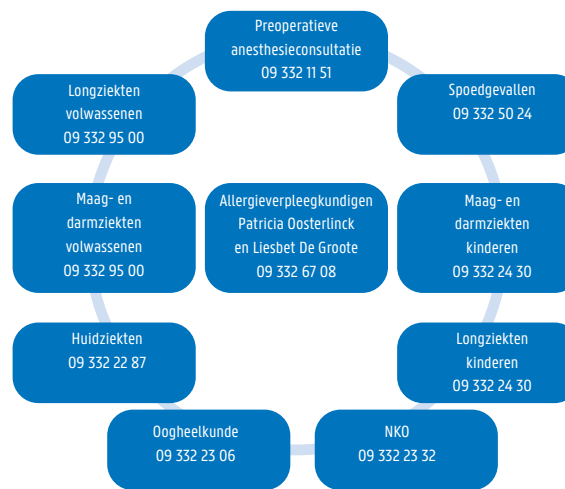 Preoperatieve
anesthesieconsultatie
09 332 11 51
Longziekten
volwassenen
09 332 95 00
Spoedgevallen
09 332 50 24
Maag- en
darmziekten
volwassenen
09 332 95 00
Allergieverpleegkundigen
Patricia Oosterlinck
en Liesbet De Groote
09 332 67 08
Maag- en
darmziekten
kinderen
09 332 24 30
Huidziekten
09 332 22 87
Longziekten
kinderen
09 332 24 30
Oogheelkunde
09 332 23 06
NKO
09 332 23 32